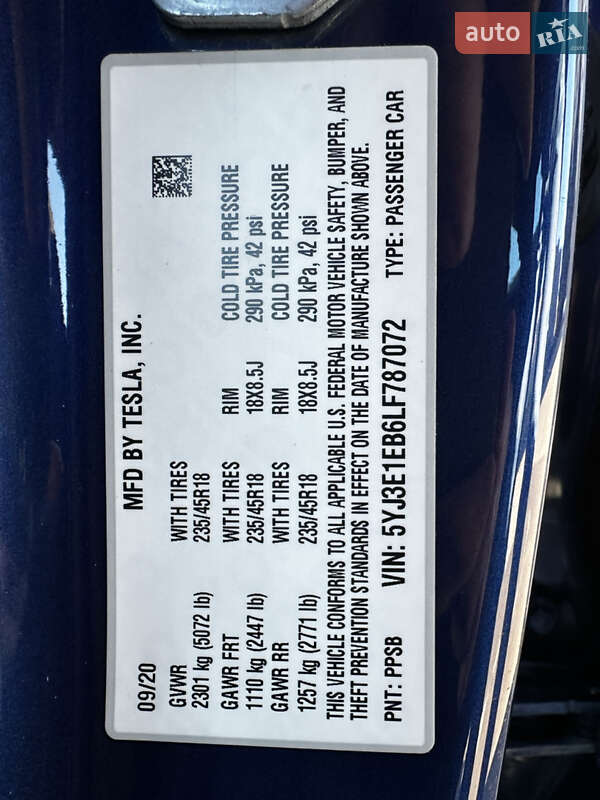 auto RIA.com
MFD BY TESLA, INC.
09/20
GVWR WITH TIRES
2301 kg (5072 lb) 235/45R18
GAWR FRT WITH TIRES RIM COLD TIRE PRESSURE
1110 kg (2447 lb) 235/45R18 18X8.5J 290 kPa, 42 psi
GAWR RR WITH TIRES RIM COLD TIRE PRESSURE
1257 kg (2771 lb) 235/45R18 18X8.5J 290 kPa, 42 psi
THIS VEHICLE CONFORMS TO ALL APPLICABLE U.S. FEDERAL MOTOR VEHICLE SAFETY, BUMPER, AND
THEFT PREVENTION STANDARDS IN EFFECT ON THE DATE OF MANUFACTURE SHOWN ABOVE.
PNT: PPSB VIN: 5YJ3E1EB6LF787072 TYPE: PASSENGER CAR